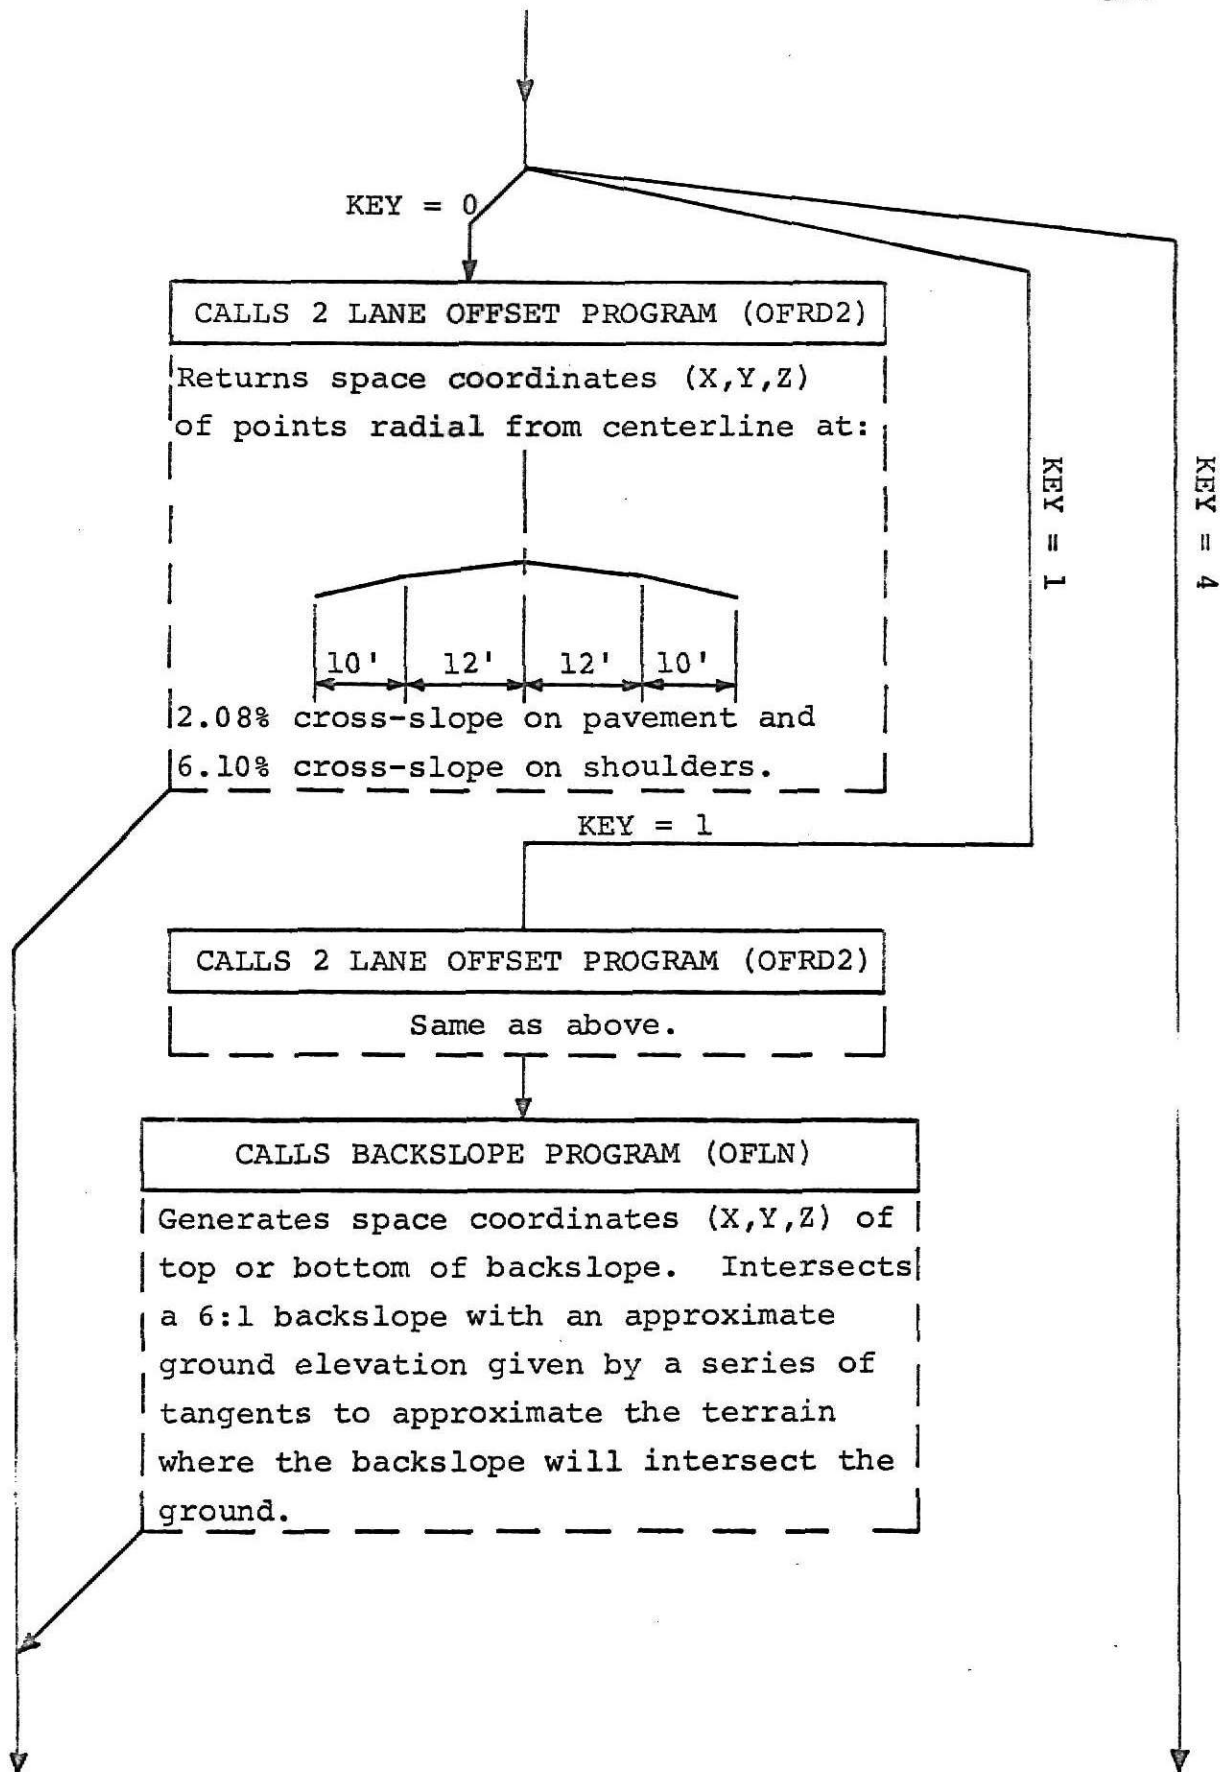 KEY = 0
CALLS 2 LANE OFFSET PROGRAM (OFRD2)
Returns space coordinates (X,Y,Z)
of points radial from centerline at:
10' 12' 12' 10'
2.08% cross-slope on pavement and
6.10% cross-slope on shoulders.
KEY = 1
KEY = 4
KEY = 1
CALLS 2 LANE OFFSET PROGRAM (OFRD2)
Same as above.
CALLS BACKSLOPE PROGRAM (OFLN)
Generates space coordinates (X,Y,Z) of
top or bottom of backslope. Intersects
a 6:1 backslope with an approximate
ground elevation given by a series of
tangents to approximate the terrain
where the backslope will intersect the
ground.